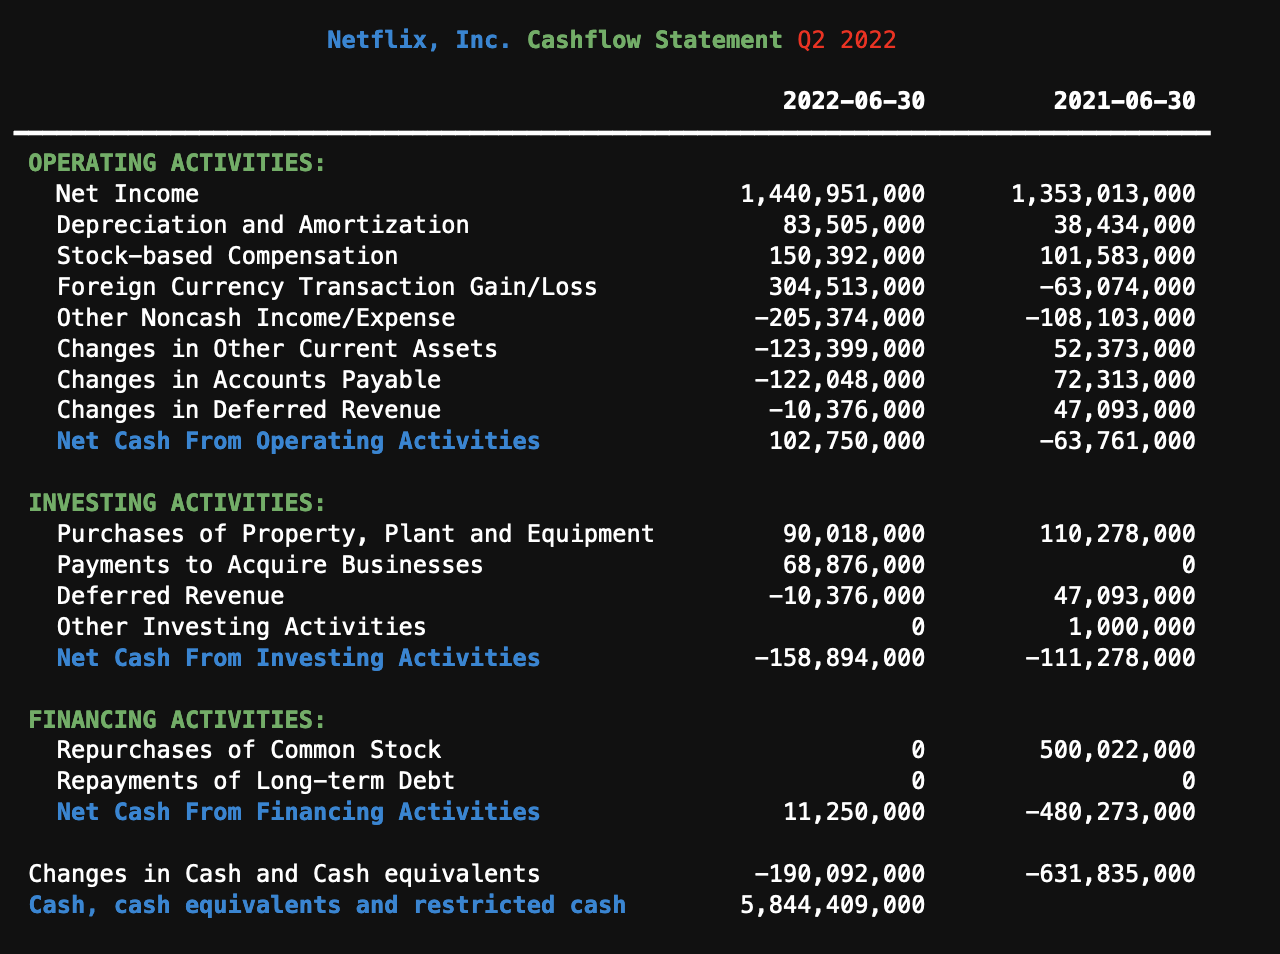 Netflix, Inc. Cashflow Statement Q2 2022
2022-06-30 2021-06-30
OPERATING ACTIVITIES:
Net Income 1,440,951,000 1,353,013,000
Depreciation and Amortization 83,505,000 38,434,000
Stock-based Compensation 150,392,000 101,583,000
Foreign Currency Transaction Gain/Loss 304,513,000 -63,074,000
Other Noncash Income/Expense -205,374,000 -108,103,000
Changes in Other Current Assets -123,399,000 52,373,000
Changes in Accounts Payable -122,048,000 72,313,000
Changes in Deferred Revenue -10,376,000 47,093,000
Net Cash From Operating Activities 102,750,000 -63,761,000
INVESTING ACTIVITIES:
Purchases of Property, Plant and Equipment 90,018,000 110,278,000
Payments to Acquire Businesses 68,876,000 0
Deferred Revenue -10,376,000 47,093,000
Other Investing Activities 0 1,000,000
Net Cash From Investing Activities -158,894,000 -111,278,000
FINANCING ACTIVITIES:
Repurchases of Common Stock 0 500,022,000
Repayments of Long-term Debt 0 0
Net Cash From Financing Activities 11,250,000 -480,273,000
Changes in Cash and Cash equivalents -190,092,000 -631,835,000
Cash, cash equivalents and restricted cash 5,844,409,000